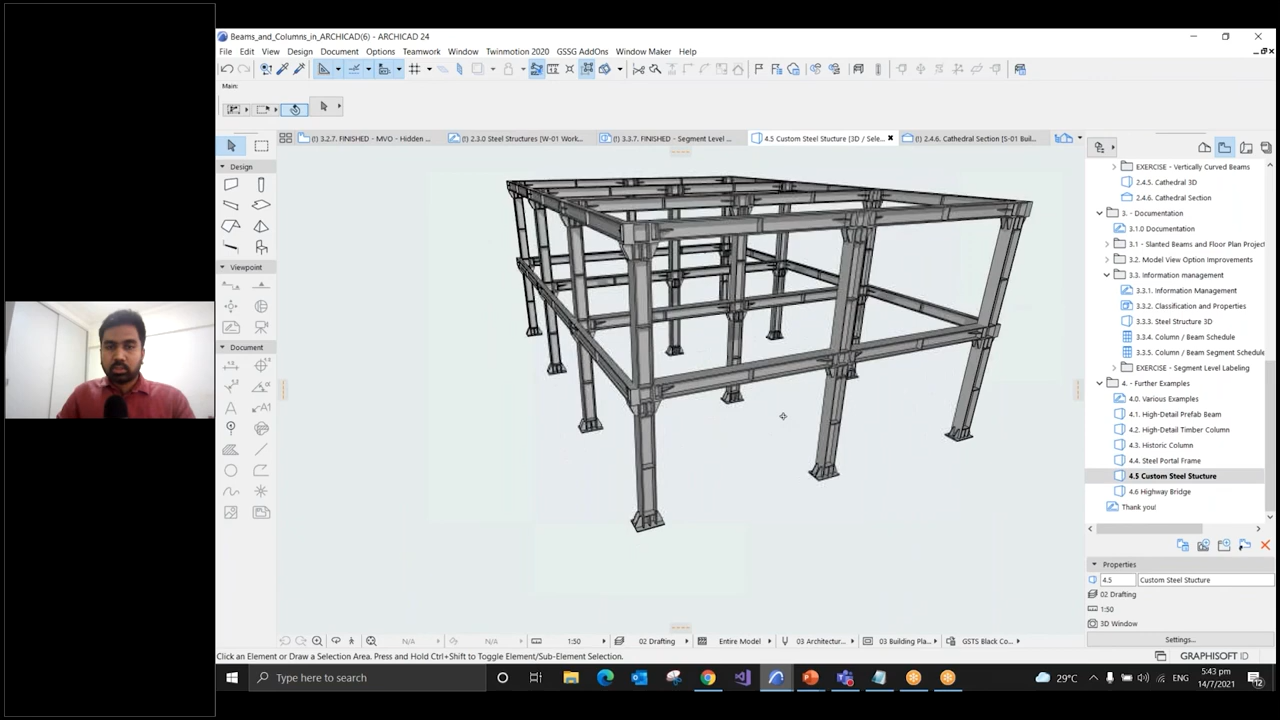 Beams_and_Columns_in_ARCHICAD(6) - ARCHICAD 24
File Edit View Design Document Options Teamwork Window Twinmotion 2020 GSSG AddOns Window Maker Help
Main:
(!) 3.2.7. FINISHED - MVO - Hidden ...
(!) 2.3.0 Steel Structures [W-01 Work...
(!) 3.3.7. FINISHED - Segment Level ...
4.5 Custom Steel Stucture [3D / Sele...
(!) 2.4.6. Cathedral Section [S-01 Buil...
Design
Viewpoint
Document
A
A1
EXERCISE - Vertically Curved Beams
2.4.5. Cathedral 3D
2.4.6. Cathedral Section
3. - Documentation
3.1.0 Documentation
3.1 - Slanted Beams and Floor Plan Project
3.2. Model View Option Improvements
3.3. Information management
3.3.1. Information Management
3.3.2. Classification and Properties
3.3.3. Steel Structure 3D
3.3.4. Column / Beam Schedule
3.3.5. Column / Beam Segment Schedule
EXERCISE - Segment Level Labeling
4. - Further Examples
4.0. Various Examples
4.1. High-Detail Prefab Beam
4.2. High-Detail Timber Column
4.3. Historic Column
4.4. Steel Portal Frame
4.5 Custom Steel Stucture
4.6 Highway Bridge
Thank you!
Properties
4.5 Custom Steel Stucture
02 Drafting
1:50
3D Window
Settings...
N/A N/A 1:50 02 Drafting Entire Model 03 Architectur... 03 Building Pla... GSTS Black Co...
Click an Element or Draw a Selection Area. Press and Hold Ctrl+Shift to Toggle Element/Sub-Element Selection.
GRAPHISOFT ID
Type here to search
29°C
ENG
5:43 pm
14/7/2021
12